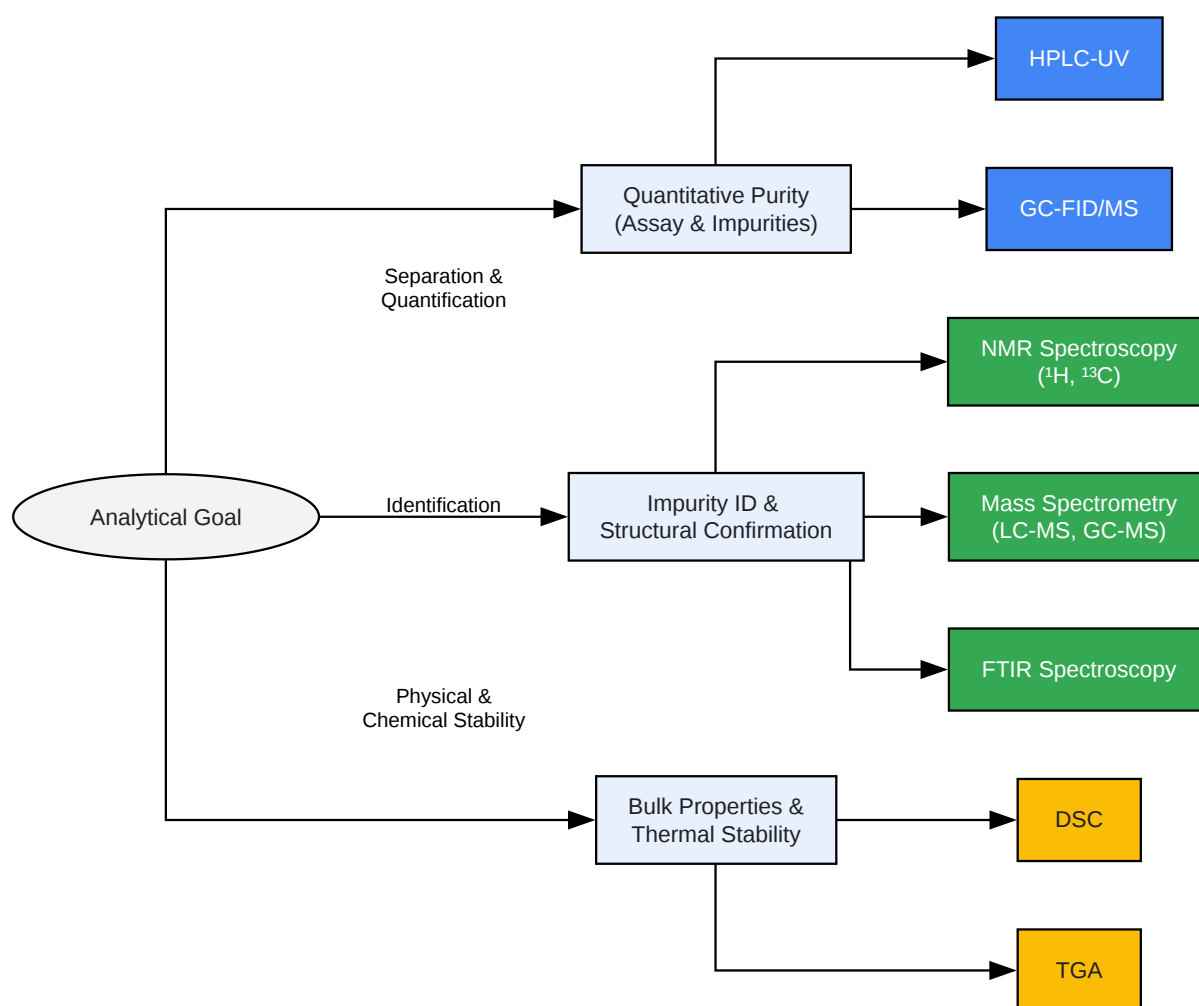 HPLC-UV
Quantitative Purity
(Assay & Impurities)
GC-FID/MS
Separation &
Quantification
NMR Spectroscopy
(¹H, ¹³C)
Analytical Goal
Identification
Impurity ID &
Structural Confirmation
Mass Spectrometry
(LC-MS, GC-MS)
FTIR Spectroscopy
Physical &
Chemical Stability
Bulk Properties &
Thermal Stability
DSC
TGA